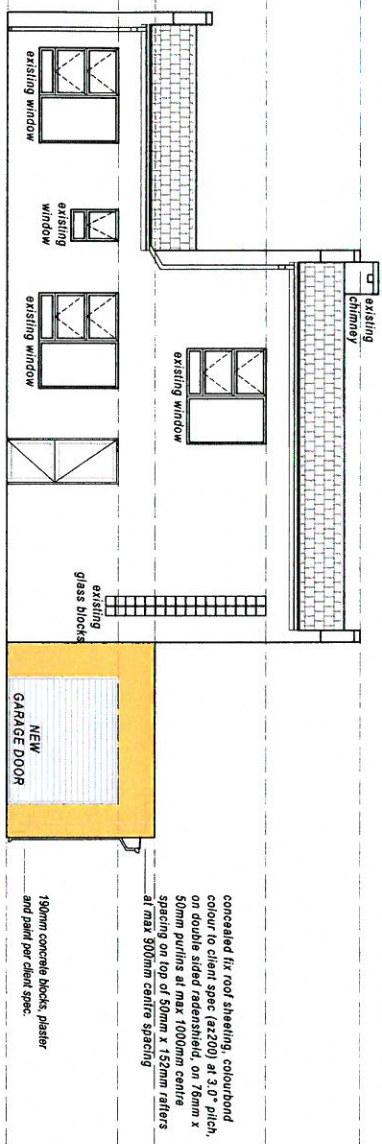 existing
chimney
existing window
existing
window
existing window
existing window
existing
glass blocks
NEW
GARAGE DOOR
concealed fix roof sheeting, colourbond
colour to client spec (az200) at 3.0° pitch,
on double sided radenshield, on 76mm x
50mm purlins at max 1000mm centre
spacing on top of 50mm x 152mm rafters
at max 900mm centre spacing
190mm concrete blocks, plaster
and paint per client spec.